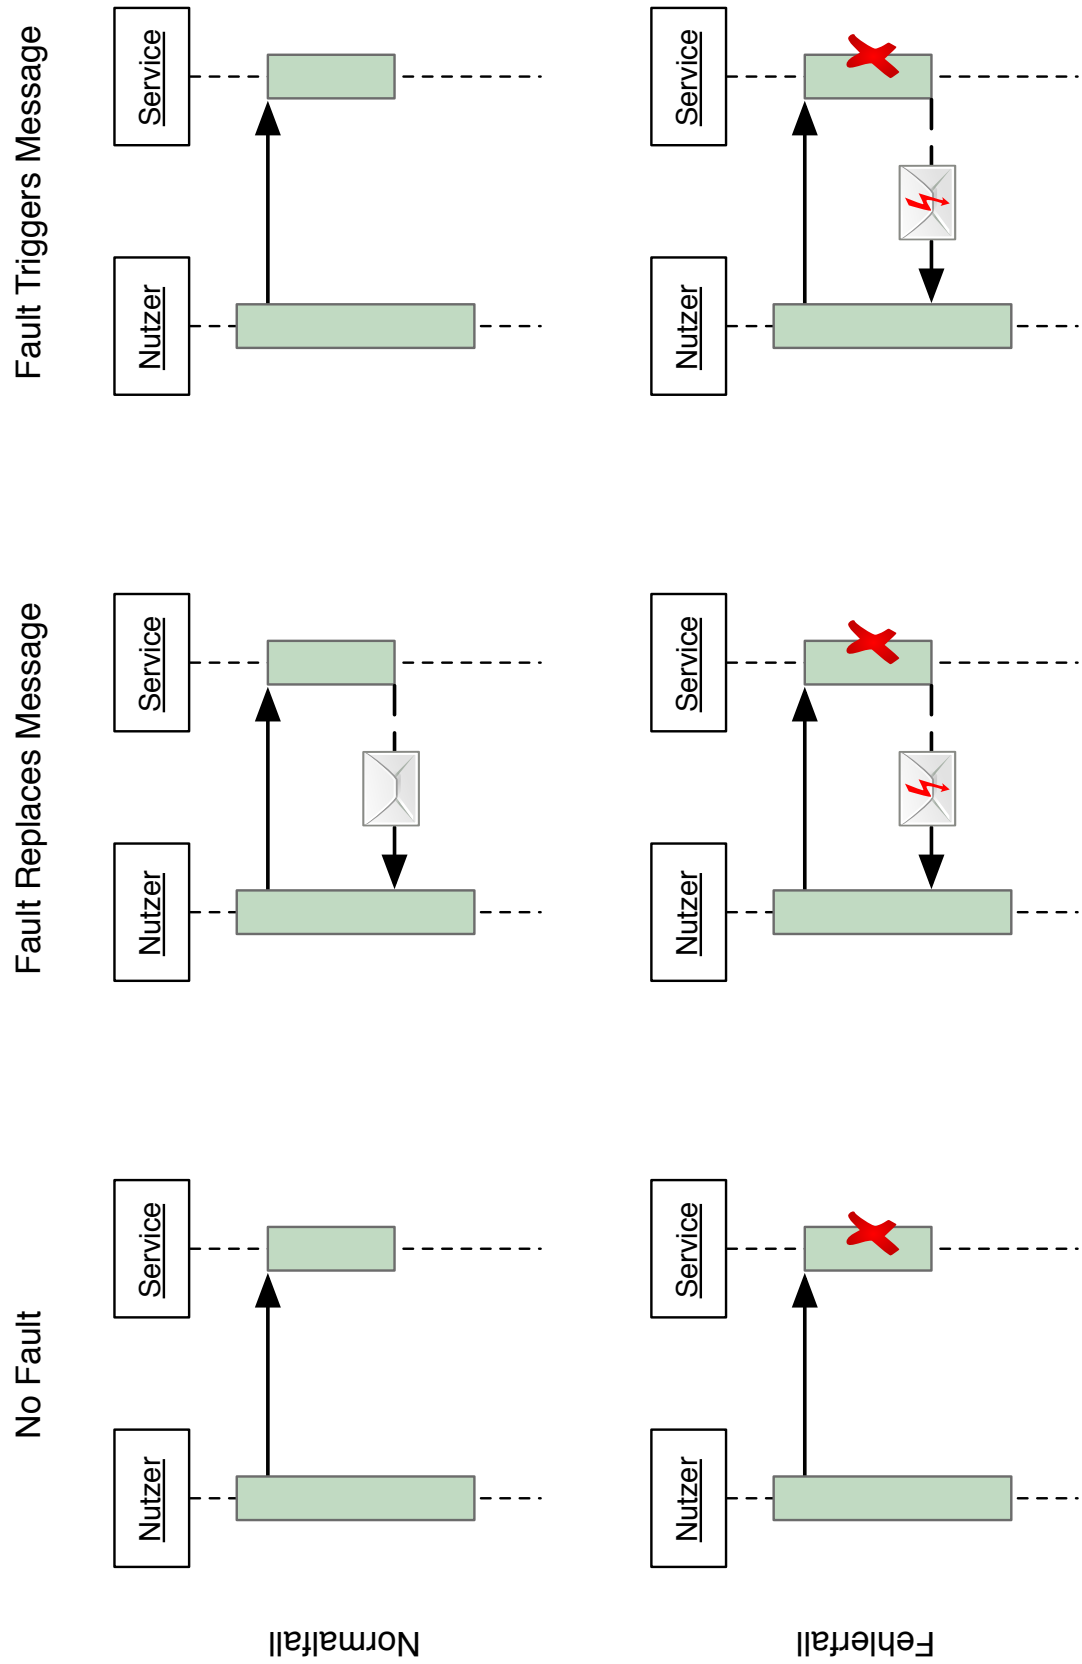 No Fault
Fault Replaces Message
Fault Triggers Message
Normalfall
Nutzer
Service
Nutzer
Service
Nutzer
Service
Fehlerfall
Nutzer
Service
Nutzer
Service
Nutzer
Service